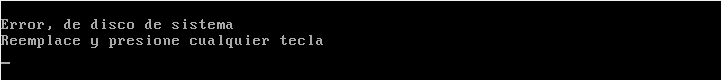 Error, de disco de sistema
Reemplace y presione cualquier tecla